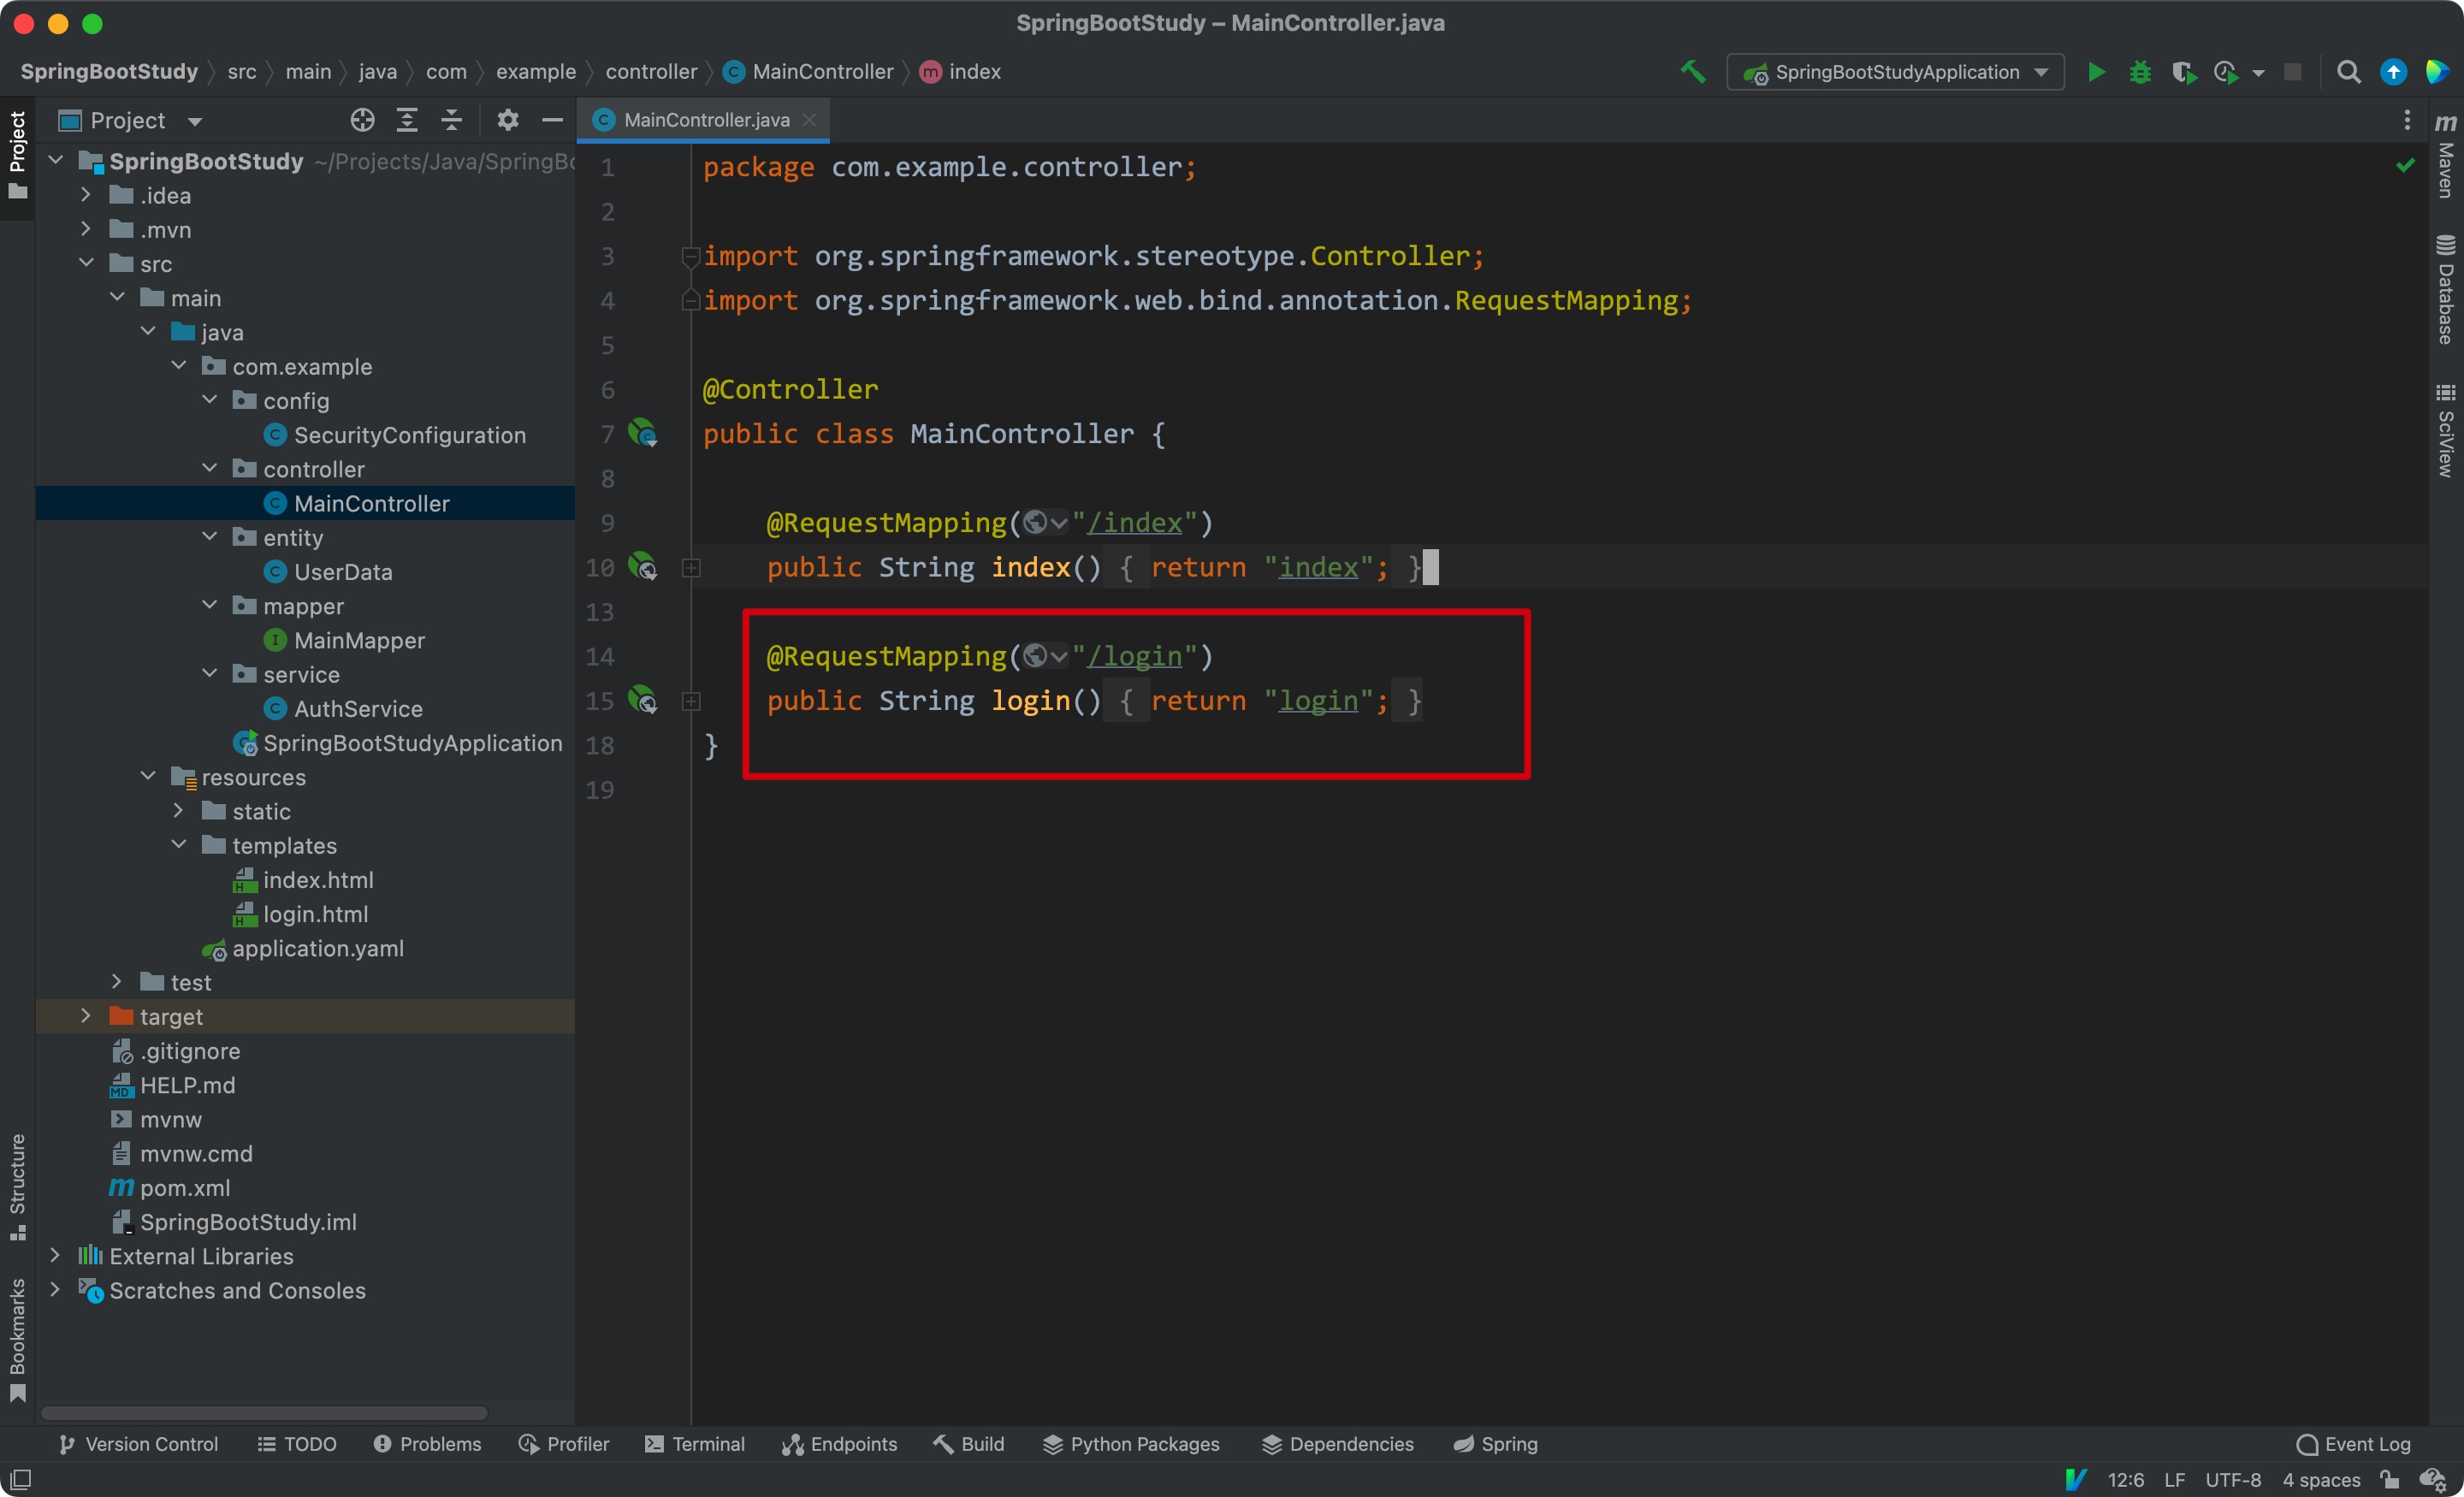 SpringBootStudy – MainController.java
SpringBootStudy src main java com example controller MainController index
SpringBootStudyApplication
Project
Project
MainController.java
SpringBootStudy ~/Projects/Java/SpringBo
.idea
.mvn
src
main
java
com.example
config
SecurityConfiguration
controller
MainController
entity
UserData
mapper
MainMapper
service
AuthService
SpringBootStudyApplication
resources
static
templates
index.html
login.html
application.yaml
test
target
.gitignore
HELP.md
mvnw
mvnw.cmd
pom.xml
SpringBootStudy.iml
External Libraries
Scratches and Consoles
Structure
Bookmarks
1 package com.example.controller;
2
3 import org.springframework.stereotype.Controller;
4 import org.springframework.web.bind.annotation.RequestMapping;
5
6 @Controller
7 public class MainController {
8
9 @RequestMapping("/index")
10 public String index() { return "index"; }
13
14 @RequestMapping("/login")
15 public String login() { return "login"; }
18 }
19
Maven
Database
SciView
Version Control TODO Problems Profiler Terminal Endpoints Build Python Packages Dependencies Spring Event Log
12:6 LF UTF-8 4 spaces